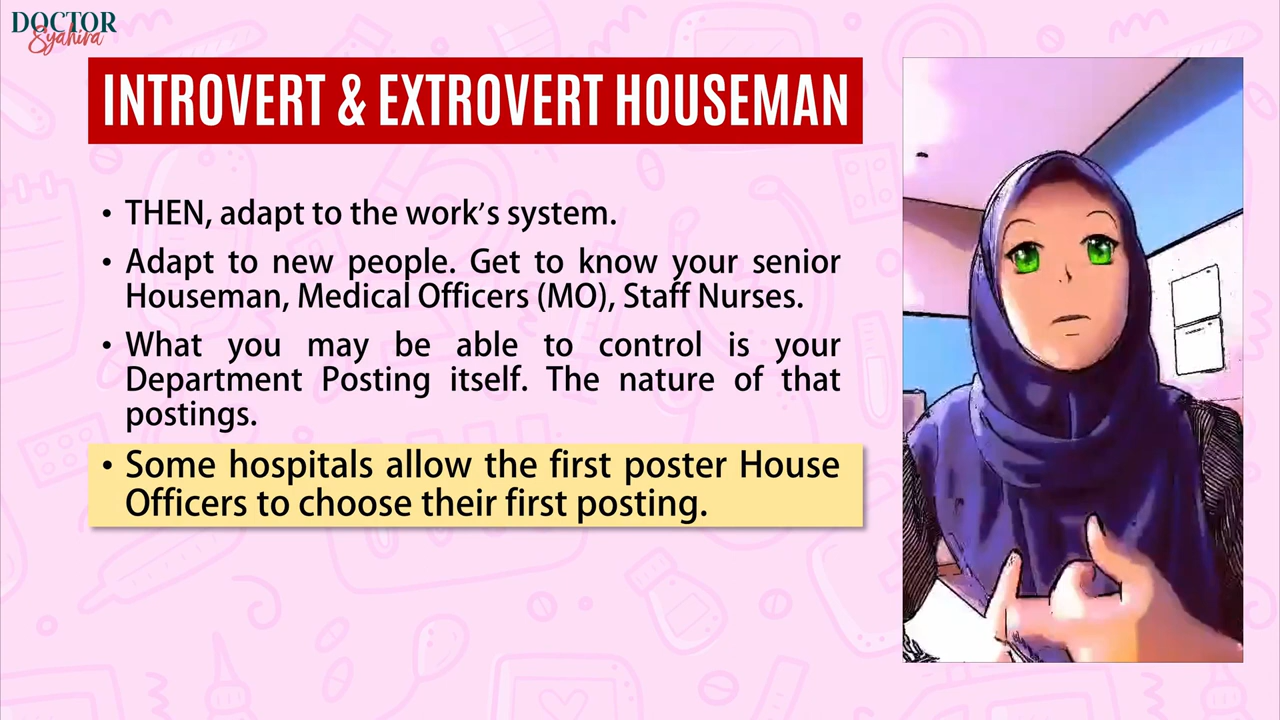 DOCTOR
Syahira
INTROVERT & EXTROVERT HOUSEMAN
• THEN, adapt to the work's system.
• Adapt to new people. Get to know your senior
Houseman, Medical Officers (MO), Staff Nurses.
• What you may be able to control is your
Department Posting itself. The nature of that
postings.
• Some hospitals allow the first poster House
Officers to choose their first posting.